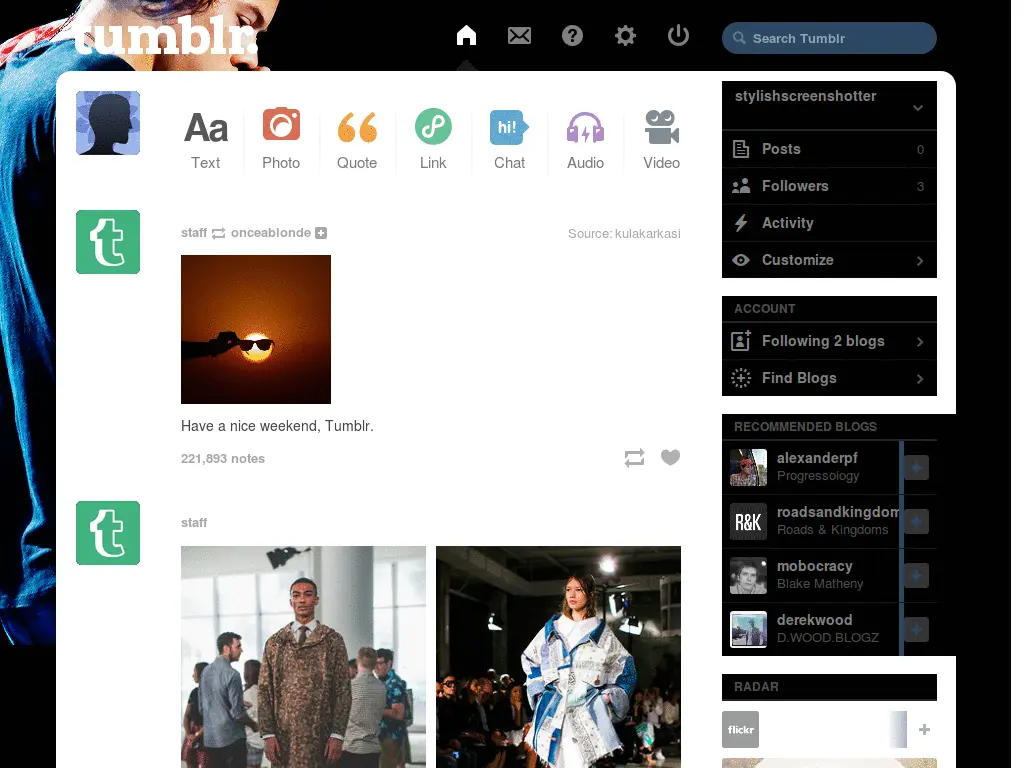 tumblr.
Search Tumblr
Aa
hi!
Text
Photo
Quote
Link
Chat
Audio
Video
staff onceablonde
Source: kulakarkasi
Have a nice weekend, Tumblr.
221,893 notes
staff
stylishscreenshotter
Posts 0
Followers 3
Activity
Customize
ACCOUNT
Following 2 blogs
Find Blogs
RECOMMENDED BLOGS
alexanderpf
Progressology
R&K
roadsandkingdom
Roads & Kingdoms
mobocracy
Blake Matheny
derekwood
D.WOOD.BLOGZ
RADAR
flickr